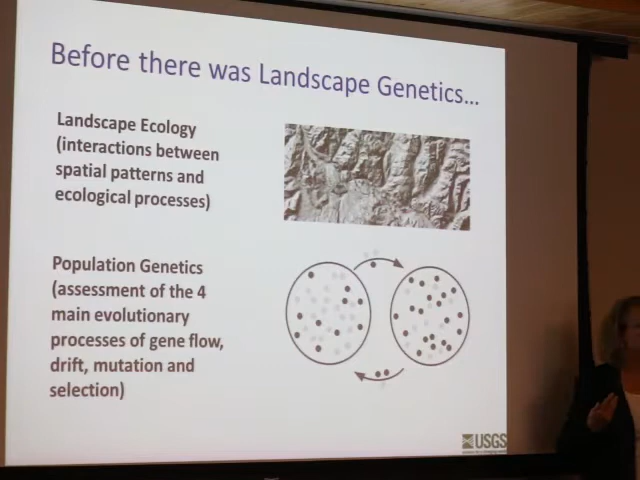 Before there was Landscape Genetics...
Landscape Ecology
(interactions between
spatial patterns and
ecological processes)
Population Genetics
(assessment of the 4
main evolutionary
processes of gene flow,
drift, mutation and
selection)
USGS